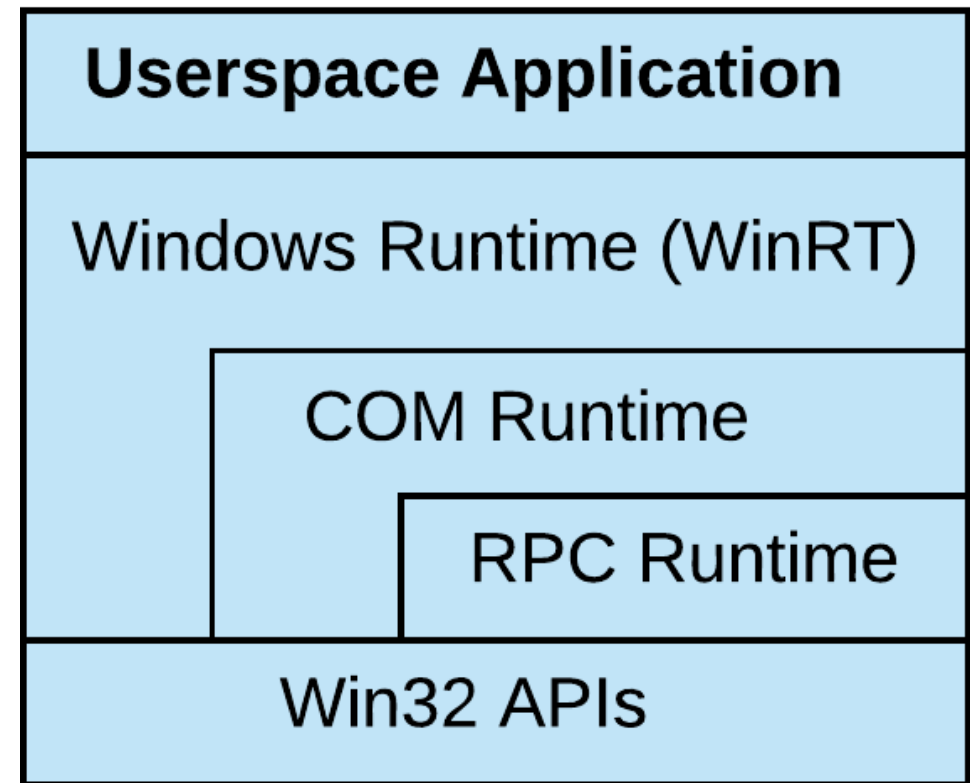 Userspace Application
Windows Runtime (WinRT)
COM Runtime
RPC Runtime
Win32 APIs